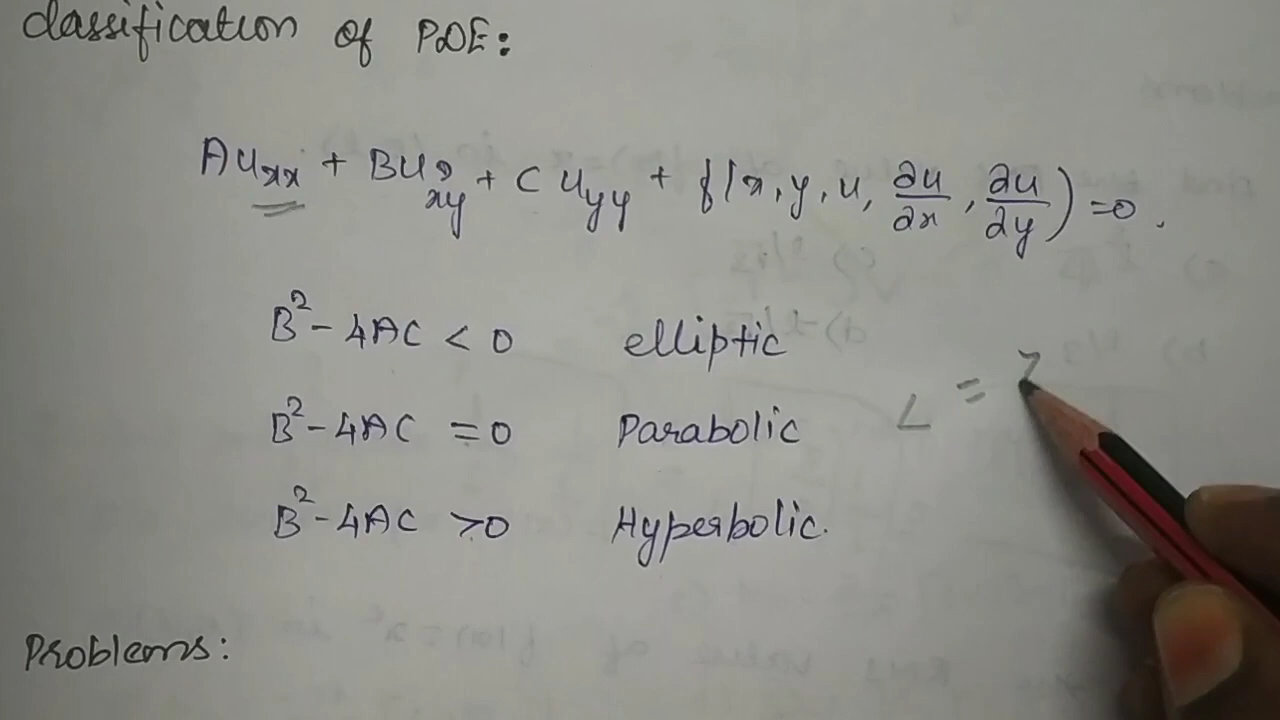 classification of PDE:
Auxx + Buxy + Cuyy + f(x, y, u, ∂u/∂x, ∂u/∂y) =0.
B² - 4AC < 0 elliptic
B² - 4AC = 0 Parabolic
B² - 4AC >0 Hyperbolic.
< =
Problems: